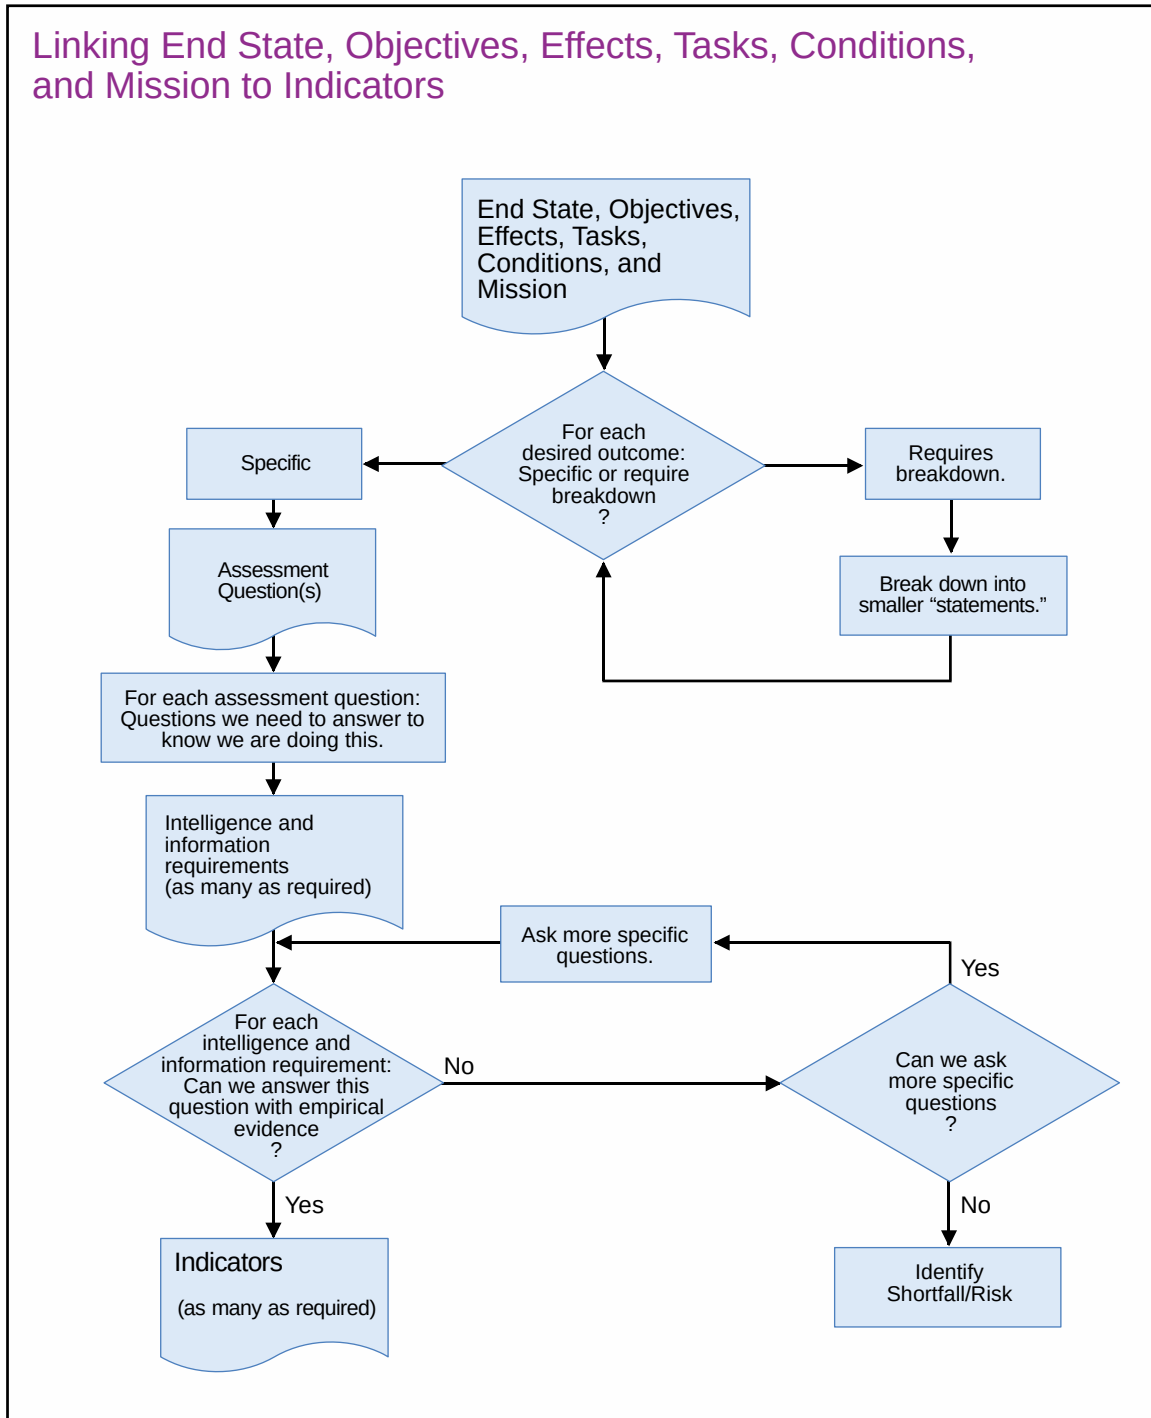 Linking End State, Objectives, Effects, Tasks, Conditions,
and Mission to Indicators
End State, Objectives,
Effects, Tasks,
Conditions, and
Mission
For each
desired outcome:
Specific or require
breakdown
?
Specific
Requires
breakdown.
Assessment
Question(s)
Break down into
smaller “statements.”
For each assessment question:
Questions we need to answer to
know we are doing this.
Intelligence and
information
requirements
(as many as required)
Ask more specific
questions.
Yes
For each
intelligence and
information requirement:
Can we answer this
question with empirical
evidence
?
No
Can we ask
more specific
questions
?
Yes
No
Indicators
(as many as required)
Identify
Shortfall/Risk